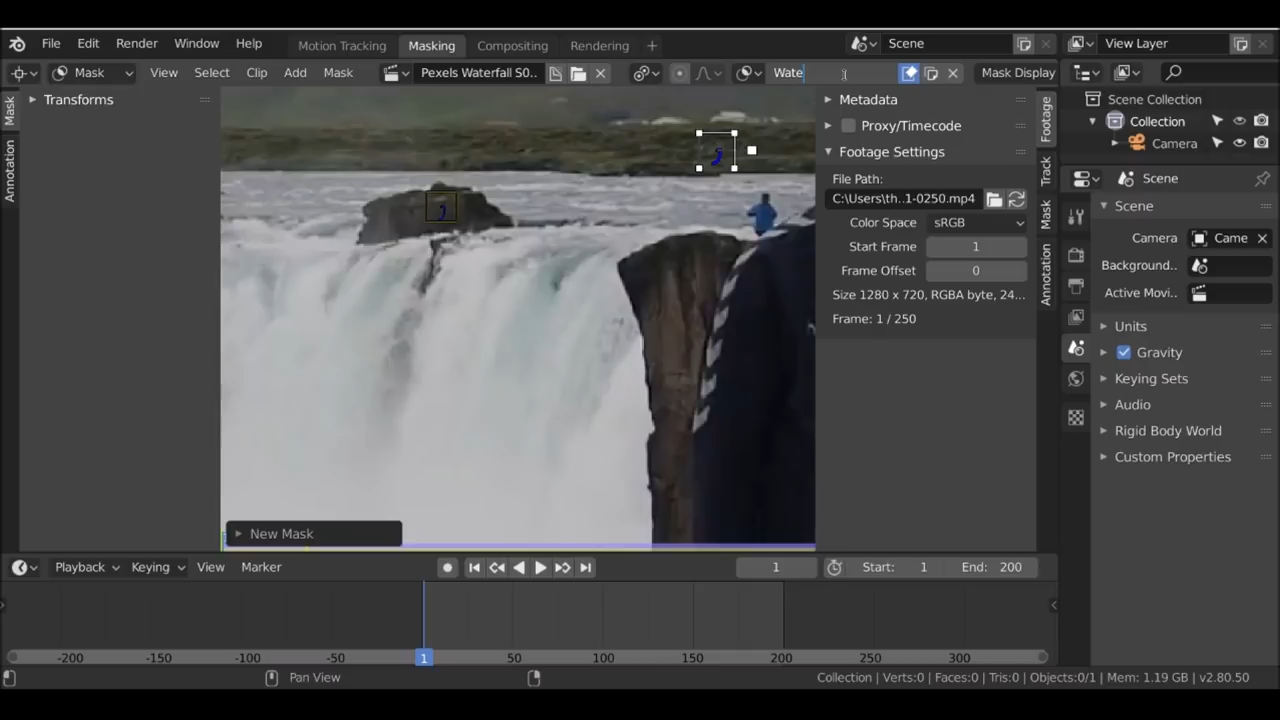 File Edit Render Window Help Motion Tracking Masking Compositing Rendering + Scene View Layer
Mask View Select Clip Add Mask Pexels Waterfall S0.. Wate Mask Display
Transforms
Mask
Annotation
Metadata
Proxy/Timecode
Footage Settings
File Path:
C:\Users\th..1-0250.mp4
Color Space sRGB
Start Frame 1
Frame Offset 0
Size 1280 x 720, RGBA byte, 24...
Frame: 1 / 250
Footage
Track
Mask
Annotation
Scene Collection
Collection
Camera
Scene
Scene
Camera Came
Background..
Active Movi..
Units
Gravity
Keying Sets
Audio
Rigid Body World
Custom Properties
New Mask
Playback Keying View Marker 1 Start: 1 End: 200
-200 -150 -100 -50 1 50 100 150 200 250 300
Pan View Collection | Verts:0 | Faces:0 | Tris:0 | Objects:0/1 | Mem: 1.19 GB | v2.80.50